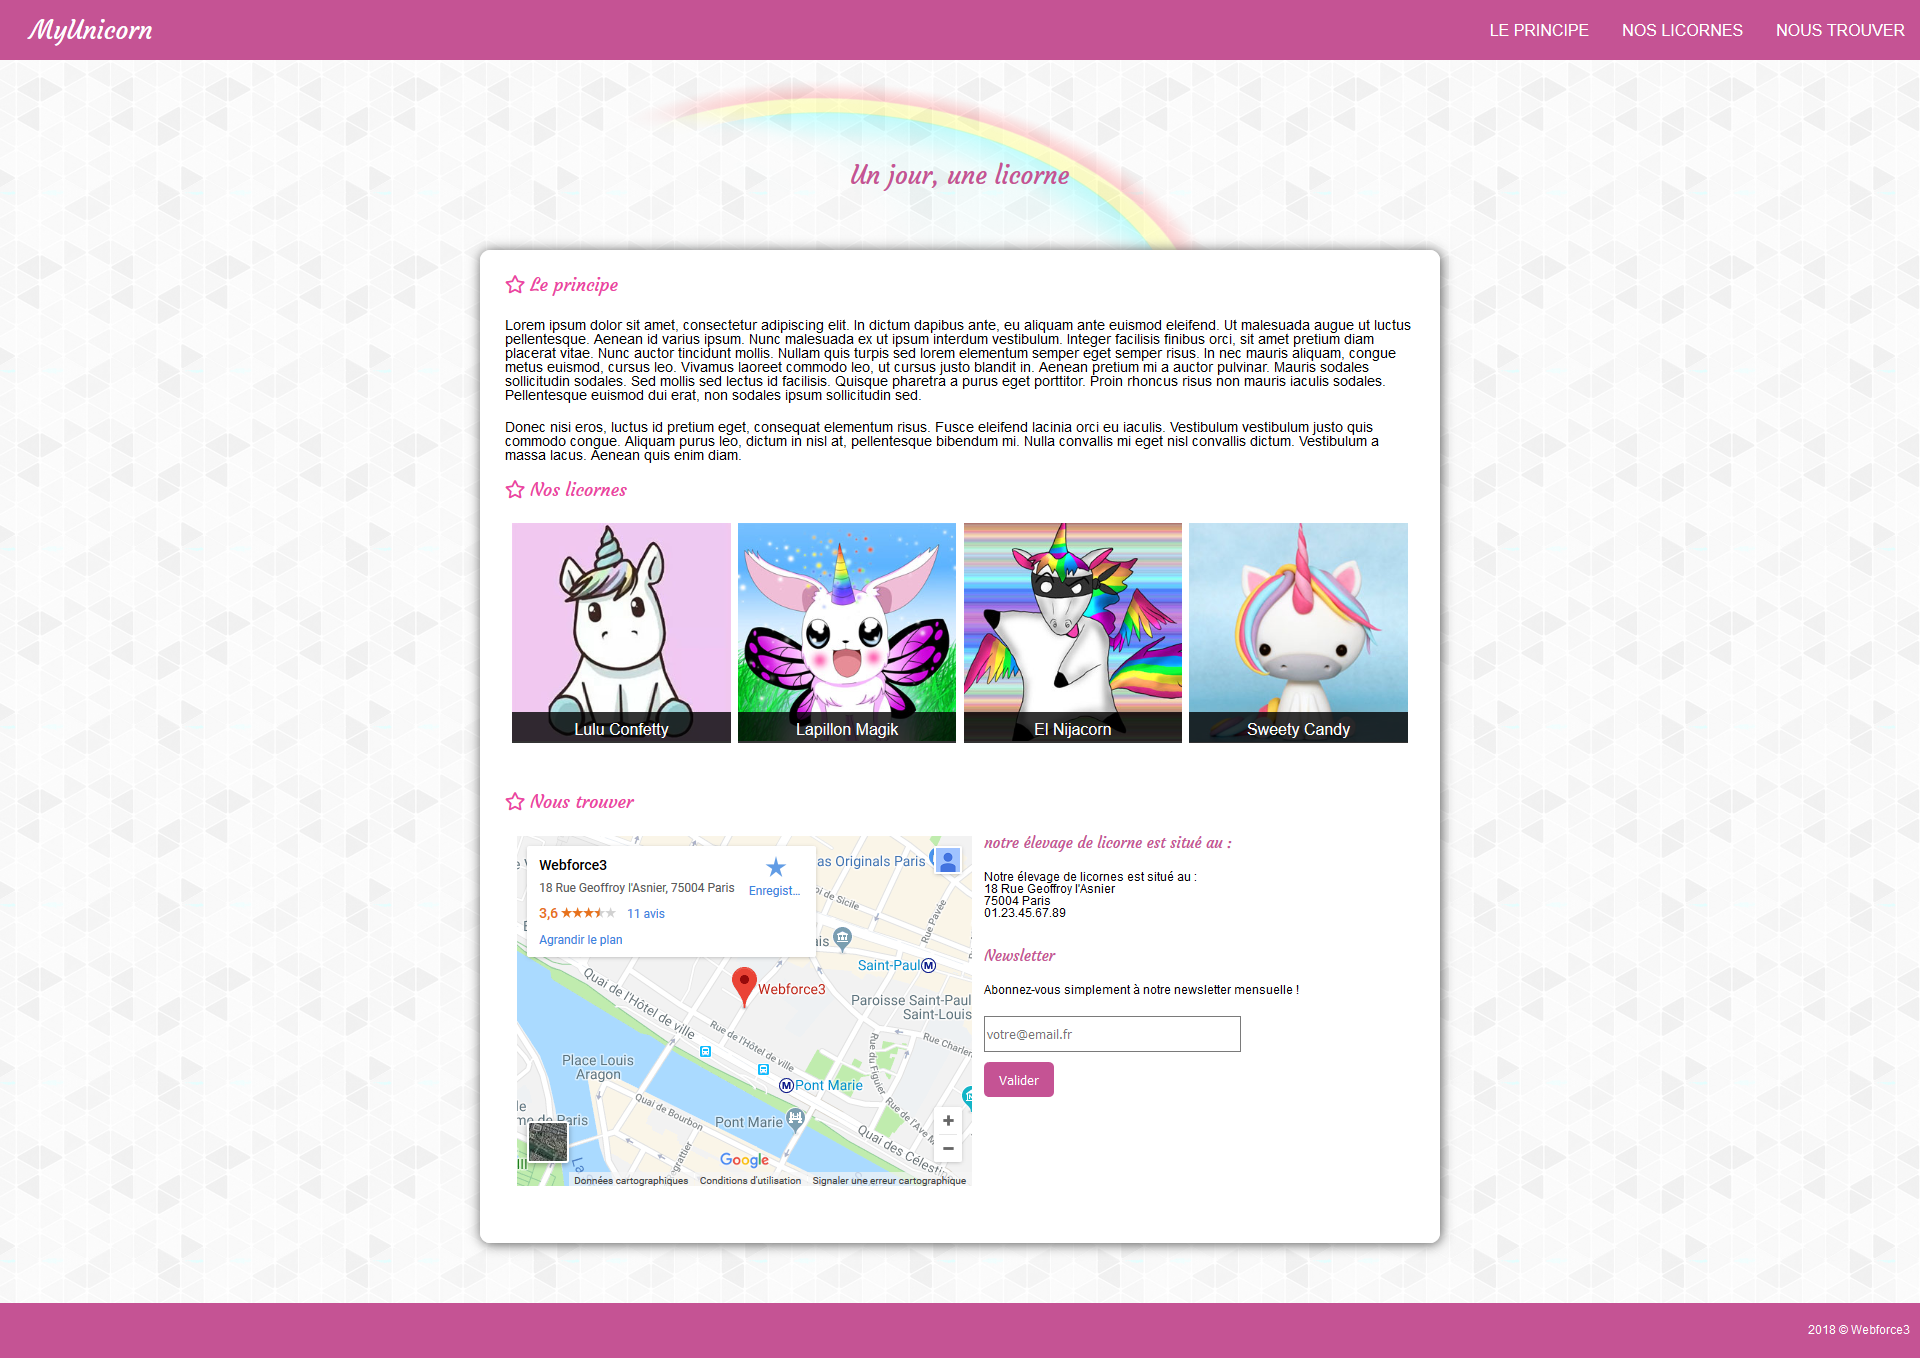 MyUnicorn
LE PRINCIPE NOS LICORNES NOUS TROUVER
Un jour, une licorne
Le principe
Lorem ipsum dolor sit amet, consectetur adipiscing elit. In dictum dapibus ante, eu aliquam ante euismod eleifend. Ut malesuada augue ut luctus
pellentesque. Aenean id varius ipsum. Nunc malesuada ex ut ipsum interdum vestibulum. Integer facilisis finibus orci, sit amet pretium diam
placerat vitae. Nunc auctor tincidunt mollis. Nullam quis turpis sed lorem elementum semper eget semper risus. In nec mauris aliquam, congue
metus euismod, cursus leo. Vivamus laoreet commodo leo, ut cursus justo blandit in. Aenean pretium mi a auctor pulvinar. Mauris sodales
sollicitudin sodales. Sed mollis sed lectus id facilisis. Quisque pharetra a purus eget porttitor. Proin rhoncus risus non mauris iaculis sodales.
Pellentesque euismod dui erat, non sodales ipsum sollicitudin sed.
Donec nisi eros, luctus id pretium eget, consequat elementum risus. Fusce eleifend lacinia orci eu iaculis. Vestibulum vestibulum justo quis
commodo congue. Aliquam purus leo, dictum in nisl at, pellentesque bibendum mi. Nulla convallis mi eget nisl convallis dictum. Vestibulum a
massa lacus. Aenean quis enim diam.
Nos licornes
Lulu Confetty
Lapillon Magik
El Nijacorn
Sweety Candy
Nous trouver
Webforce3
18 Rue Geoffroy l'Asnier, 75004 Paris
Enregist...
3,6 11 avis
Agrandir le plan
as Originals Paris
oi de Sicile
Rue Pavée
ais
Saint-Paul M
Quai de l'Hôtel de ville
Webforce3
Paroisse Saint-Paul
Saint-Louis
Rue de l'Hôtel de ville
Rue du Figuier
Rue Charlem
Place Louis
Aragon
M Pont Marie
Quai de Bourbon
Rue de l'Ave M
le
me de Paris
Pont Marie
Quai des Célestin
grattier
La
Google
Données cartographiques Conditions d'utilisation Signaler une erreur cartographique
notre élevage de licorne est situé au :
Notre élevage de licornes est situé au :
18 Rue Geoffroy l'Asnier
75004 Paris
01.23.45.67.89
Newsletter
Abonnez-vous simplement à notre newsletter mensuelle !
votre@email.fr
Valider
2018 © Webforce3